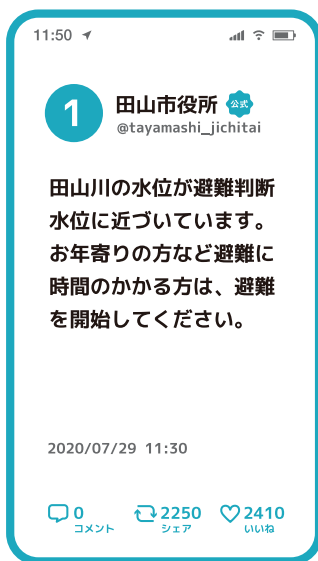 11:50
1
田山市役所 公式
@tayamashi_jichitai
田山川の水位が避難判断
水位に近づいています。
お年寄りの方など避難に
時間のかかる方は、避難
を開始してください。
2020/07/29 11:30
0 2250 2410
コメント シェア いいね